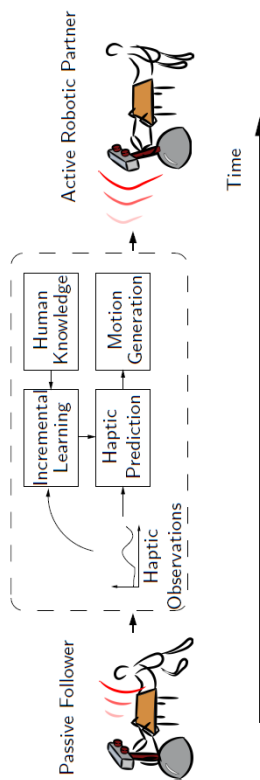 Passive Follower
Active Robotic Partner
Incremental
Learning
Human
Knowledge
Haptic
Prediction
Motion
Generation
Haptic
Observations
Time